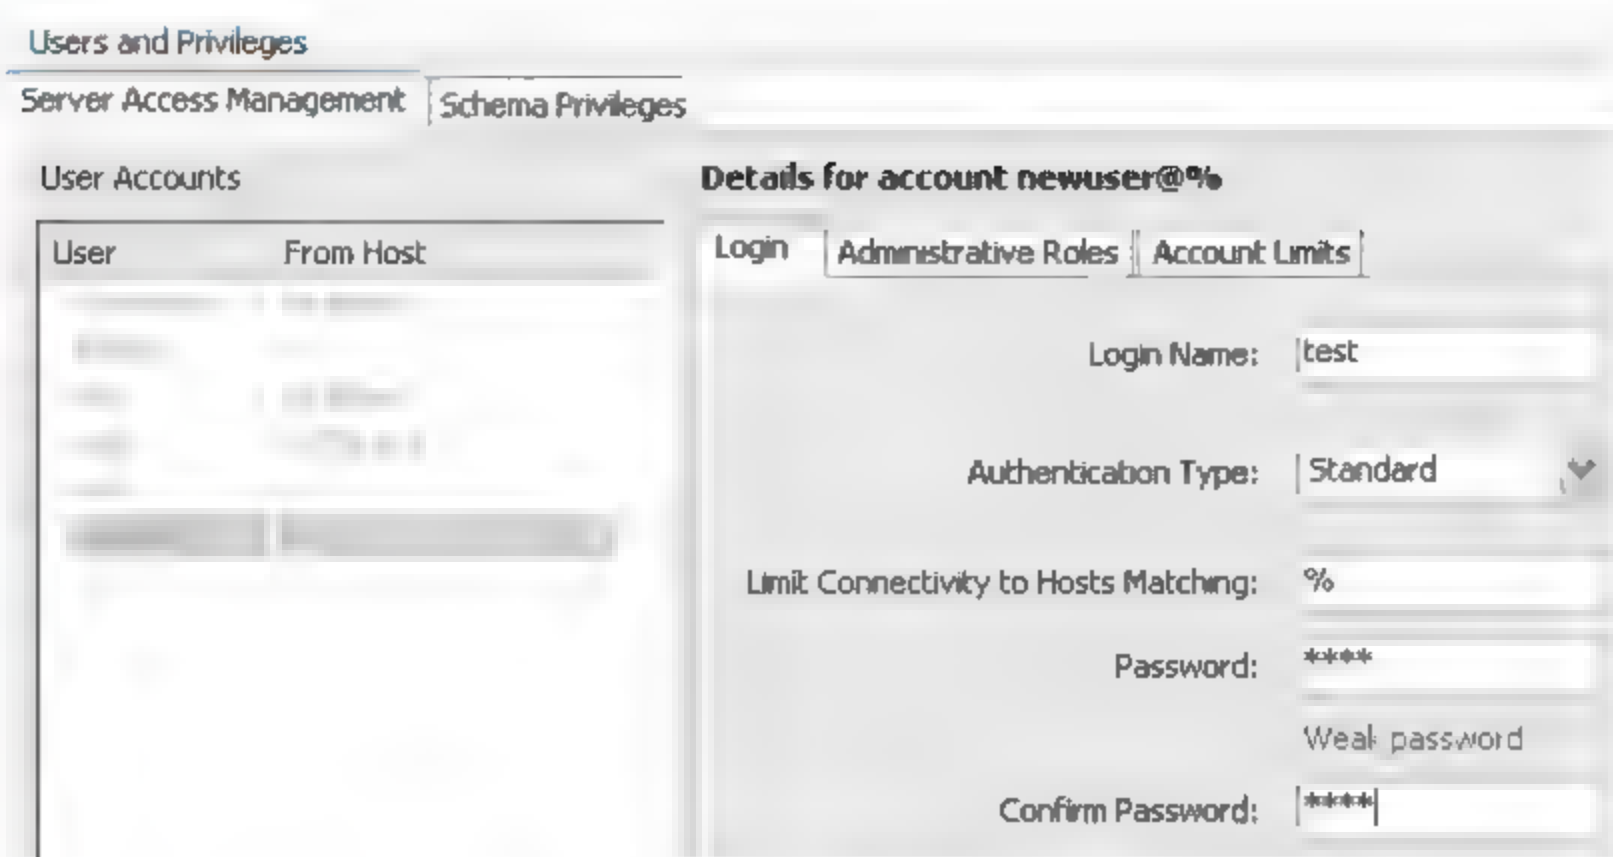 Users and Privileges
Server Access Management
Schema Privileges
User Accounts
User
From Host
Details for account newuser@%
Login
Administrative Roles
Account Limits
Login Name:
test
Authentication Type:
Standard
Limit Connectivity to Hosts Matching:
%
Password:
****
Weak password
Confirm Password:
****